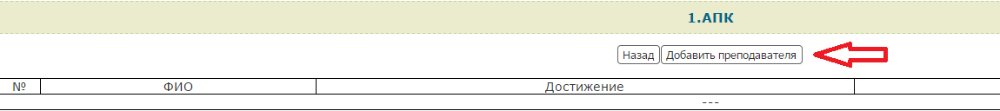 1.АПК
Назад Добавить преподавателя
№ ФИО Достижение
---